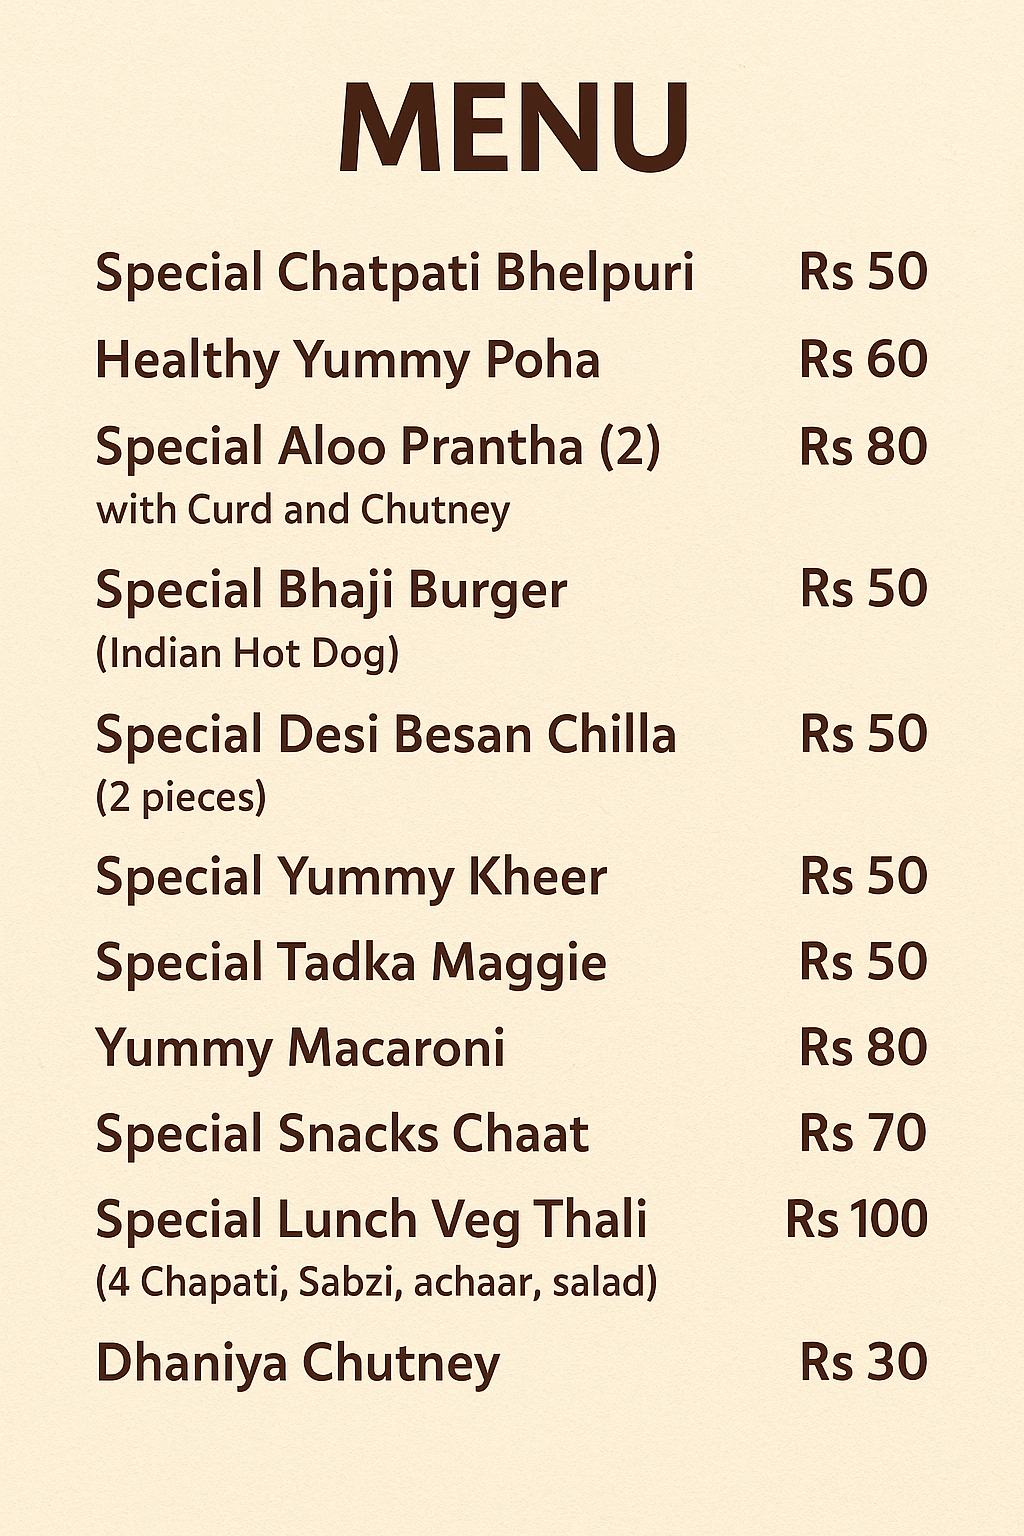 MENU
Special Chatpati Bhelpuri Rs 50
Healthy Yummy Poha Rs 60
Special Aloo Prantha (2) Rs 80
with Curd and Chutney
Special Bhaji Burger Rs 50
(Indian Hot Dog)
Special Desi Besan Chilla Rs 50
(2 pieces)
Special Yummy Kheer Rs 50
Special Tadka Maggie Rs 50
Yummy Macaroni Rs 80
Special Snacks Chaat Rs 70
Special Lunch Veg Thali Rs 100
(4 Chapati, Sabzi, achaar, salad)
Dhaniya Chutney Rs 30